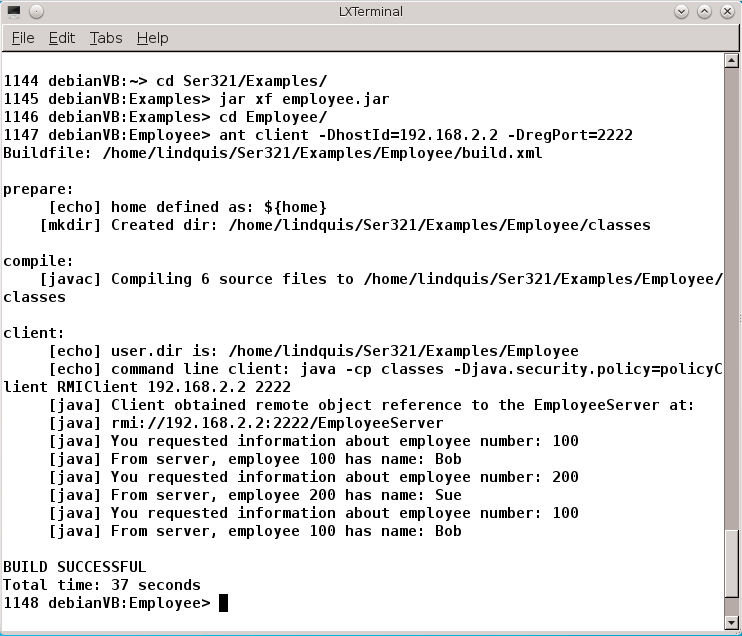 LXTerminal
File Edit Tabs Help
1144 debianVB:~> cd Ser321/Examples/
1145 debianVB:Examples> jar xf employee.jar
1146 debianVB:Examples> cd Employee/
1147 debianVB:Employee> ant client -DhostId=192.168.2.2 -DregPort=2222
Buildfile: /home/lindquis/Ser321/Examples/Employee/build.xml
prepare:
[echo] home defined as: ${home}
[mkdir] Created dir: /home/lindquis/Ser321/Examples/Employee/classes
compile:
[javac] Compiling 6 source files to /home/lindquis/Ser321/Examples/Employee/
classes
client:
[echo] user.dir is: /home/lindquis/Ser321/Examples/Employee
[echo] command line client: java -cp classes -Djava.security.policy=policyC
lient RMIClient 192.168.2.2 2222
[java] Client obtained remote object reference to the EmployeeServer at:
[java] rmi://192.168.2.2:2222/EmployeeServer
[java] You requested information about employee number: 100
[java] From server, employee 100 has name: Bob
[java] You requested information about employee number: 200
[java] From server, employee 200 has name: Sue
[java] You requested information about employee number: 100
[java] From server, employee 100 has name: Bob
BUILD SUCCESSFUL
Total time: 37 seconds
1148 debianVB:Employee>